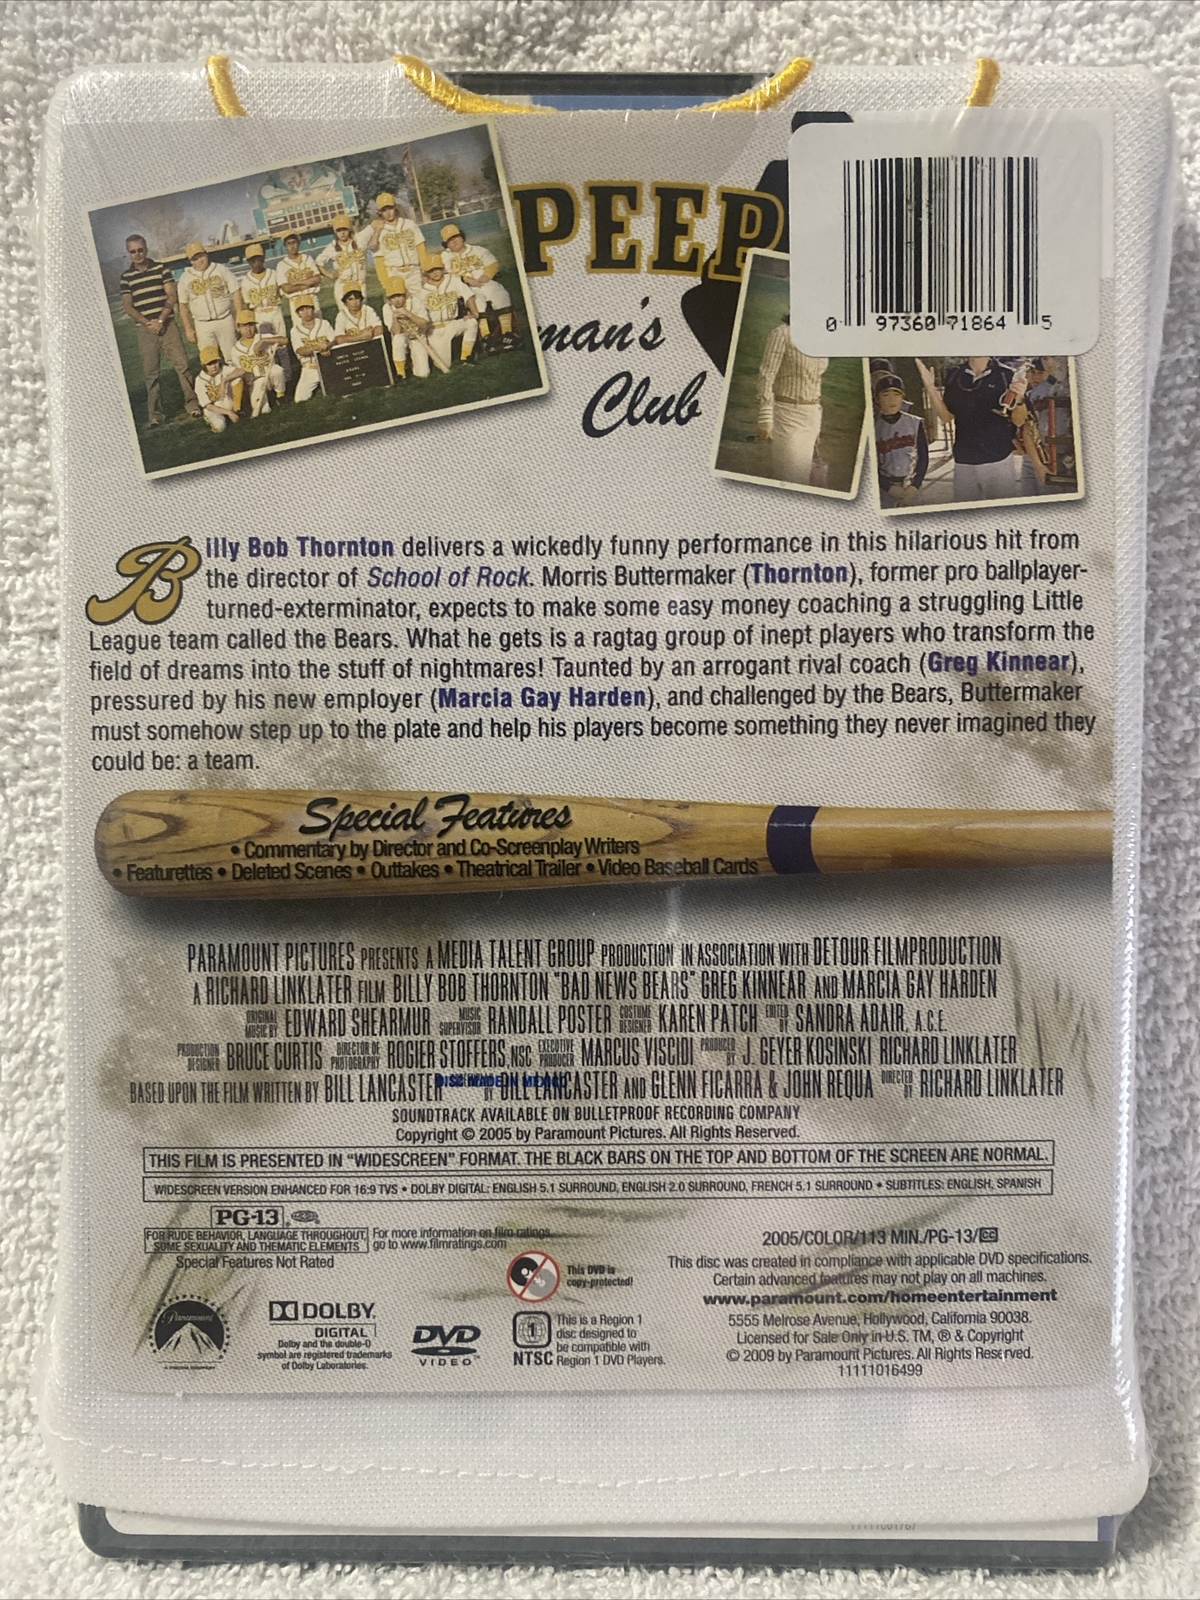 PEEP
man's
Club
0 97360 71864 5
Billy Bob Thornton delivers a wickedly funny performance in this hilarious hit from
the director of School of Rock. Morris Buttermaker (Thornton), former pro ballplayer-
turned-exterminator, expects to make some easy money coaching a struggling Little
League team called the Bears. What he gets is a ragtag group of inept players who transform the
field of dreams into the stuff of nightmares! Taunted by an arrogant rival coach (Greg Kinnear),
pressured by his new employer (Marcia Gay Harden), and challenged by the Bears, Buttermaker
must somehow step up to the plate and help his players become something they never imagined they
could be: a team.
Special Features
• Commentary by Director and Co-Screenplay Writers
• Featurettes • Deleted Scenes • Outtakes • Theatrical Trailer • Video Baseball Cards
PARAMOUNT PICTURES PRESENTS A MEDIA TALENT GROUP PRODUCTION IN ASSOCIATION WITH DETOUR FILMPRODUCTION
A RICHARD LINKLATER FILM BILLY BOB THORNTON "BAD NEWS BEARS" GREG KINNEAR AND MARCIA GAY HARDEN
ORIGINAL MUSIC BY EDWARD SHEARMUR MUSIC SUPERVISOR RANDALL POSTER COSTUME DESIGNER KAREN PATCH EDITED BY SANDRA ADAIR, A.C.E.
PRODUCTION DESIGNER BRUCE CURTIS DIRECTOR OF PHOTOGRAPHY ROGIER STOFFERS, NSC EXECUTIVE PRODUCER MARCUS VISCIDI PRODUCED BY J. GEYER KOSINSKI RICHARD LINKLATER
BASED UPON THE FILM WRITTEN BY BILL LANCASTER BY BILL LANCASTER AND GLENN FICARRA & JOHN REQUA DIRECTED BY RICHARD LINKLATER
DISC MADE IN MEXICO
SOUNDTRACK AVAILABLE ON BULLETPROOF RECORDING COMPANY
Copyright © 2005 by Paramount Pictures. All Rights Reserved.
THIS FILM IS PRESENTED IN “WIDESCREEN” FORMAT. THE BLACK BARS ON THE TOP AND BOTTOM OF THE SCREEN ARE NORMAL.
WIDESCREEN VERSION ENHANCED FOR 16:9 TVS • DOLBY DIGITAL: ENGLISH 5.1 SURROUND, ENGLISH 2.0 SURROUND, FRENCH 5.1 SURROUND • SUBTITLES: ENGLISH, SPANISH
PG-13
FOR RUDE BEHAVIOR, LANGUAGE THROUGHOUT,
SOME SEXUALITY AND THEMATIC ELEMENTS
For more information on film ratings,
go to www.filmratings.com
Special Features Not Rated
This DVD is
copy-protected!
2005/COLOR/113 MIN./PG-13/CC
This disc was created in compliance with applicable DVD specifications.
Certain advanced features may not play on all machines.
www.paramount.com/homeentertainment
5555 Melrose Avenue, Hollywood, California 90038.
Licensed for Sale Only in U.S. TM, ® & Copyright
© 2009 by Paramount Pictures. All Rights Reserved.
11111016499
Paramount
DOLBY
DIGITAL
Dolby and the double-D
symbol are registered trademarks
of Dolby Laboratories.
DVD
VIDEO
1
NTSC
This is a Region 1
disc designed to
be compatible with
Region 1 DVD Players.